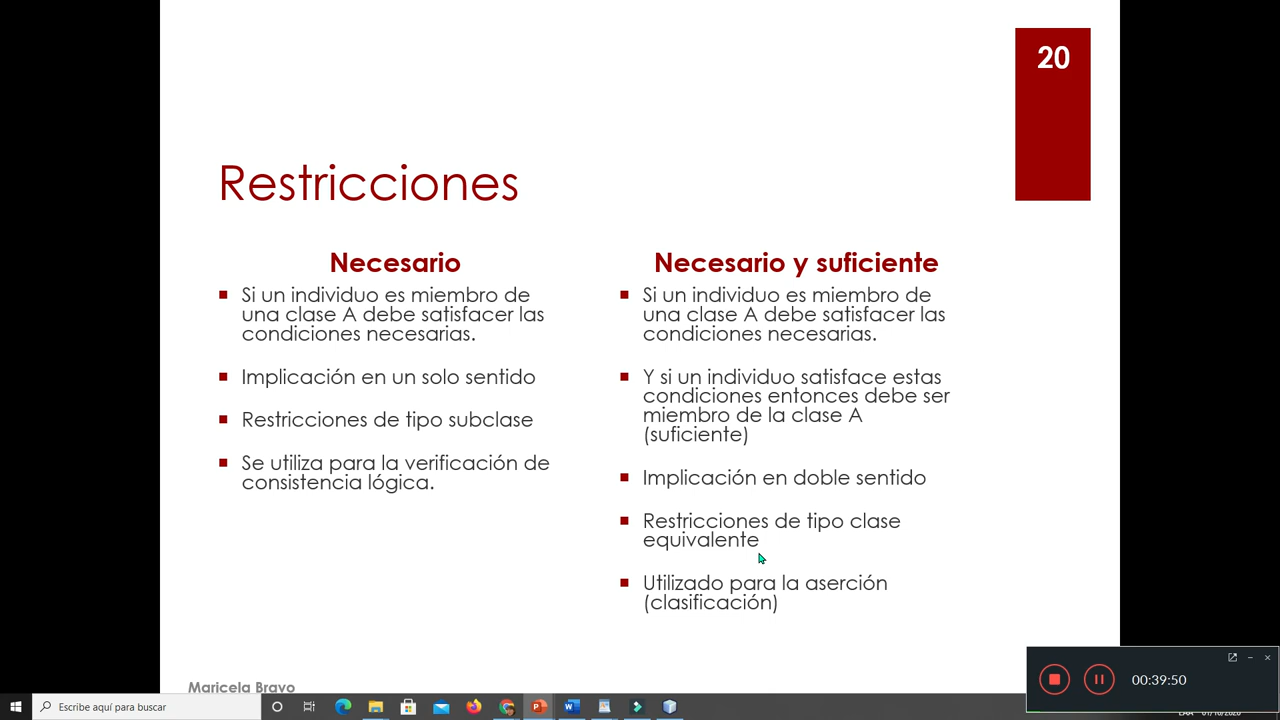 20
Restricciones
Necesario
Si un individuo es miembro de
una clase A debe satisfacer las
condiciones necesarias.
Implicación en un solo sentido
Restricciones de tipo subclase
Se utiliza para la verificación de
consistencia lógica.
Necesario y suficiente
Si un individuo es miembro de
una clase A debe satisfacer las
condiciones necesarias.
Y si un individuo satisface estas
condiciones entonces debe ser
miembro de la clase A
(suficiente)
Implicación en doble sentido
Restricciones de tipo clase
equivalente
Utilizado para la aserción
(clasificación)
Maricela Bravo
00:39:50
Escribe aquí para buscar